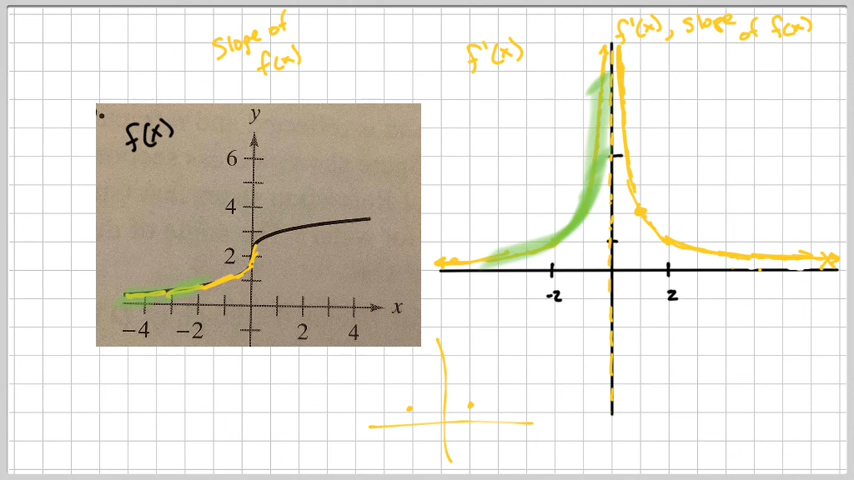 slope of
f(x)
f'(x)
f'(x), slope of f(x)
f(x)
y
6
4
2
x
-4
-2
2
4
-2
2
x